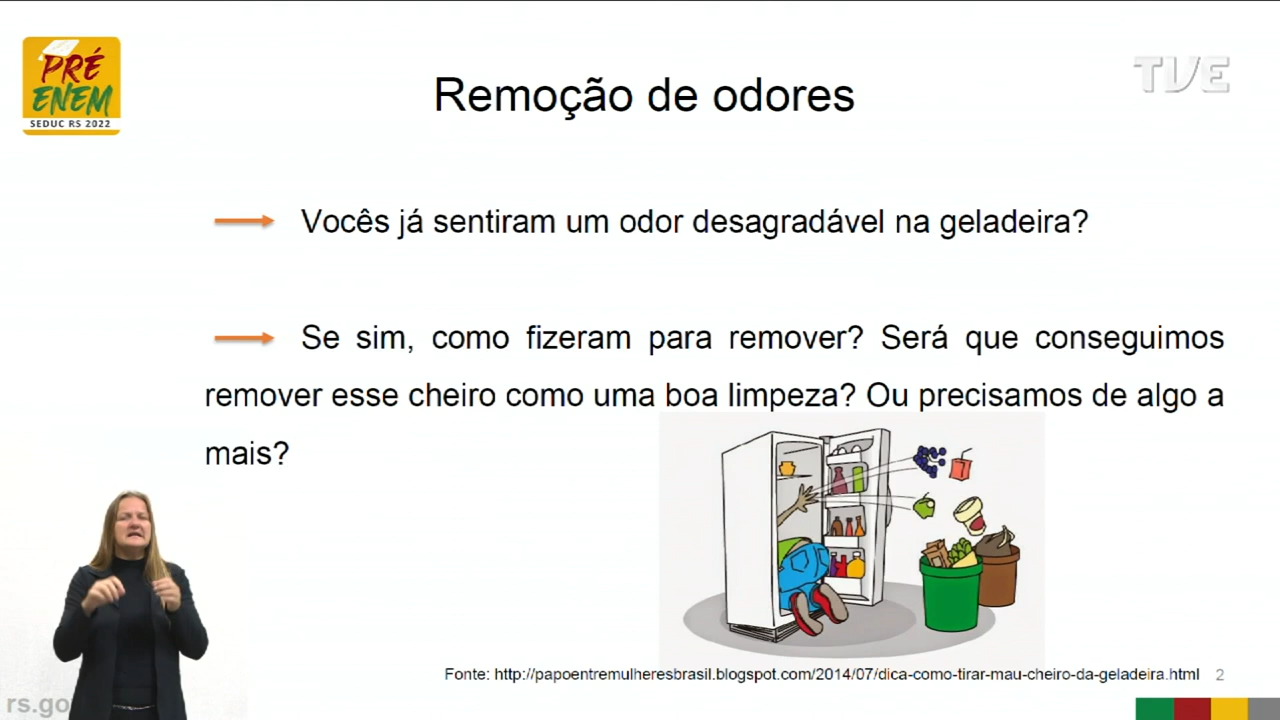 PRÉ
ENEM
SEDUC RS 2022
TVE
Remoção de odores
Vocês já sentiram um odor desagradável na geladeira?
Se sim, como fizeram para remover? Será que conseguimos
remover esse cheiro como uma boa limpeza? Ou precisamos de algo a
mais?
Fonte: http://papoentremulheresbrasil.blogspot.com/2014/07/dica-como-tirar-mau-cheiro-da-geladeira.html 2
rs.go